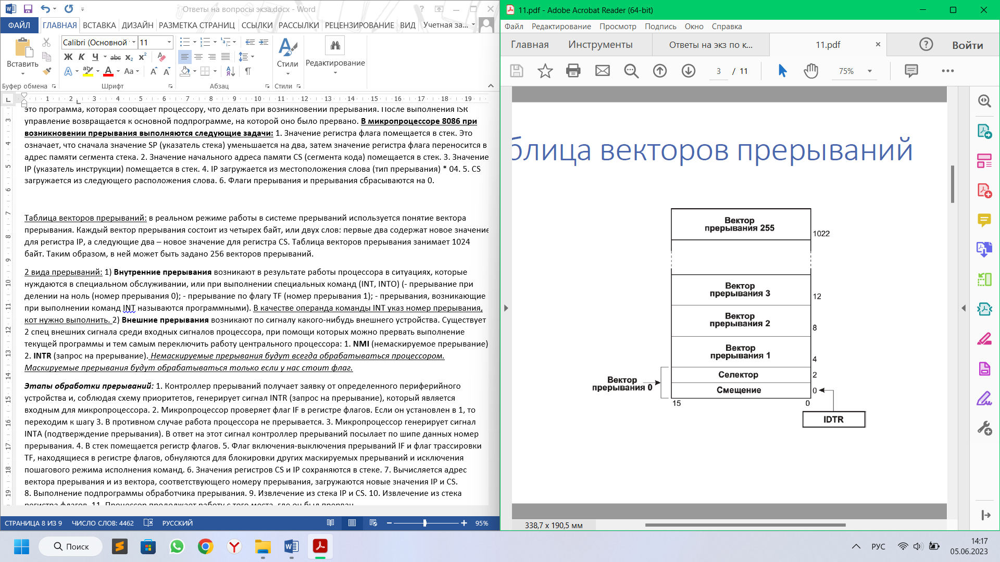 Ответы на вопросы экза.docx - Word
ФАЙЛ ГЛАВНАЯ ВСТАВКА ДИЗАЙН РАЗМЕТКА СТРАНИЦ ССЫЛКИ РАССЫЛКИ РЕЦЕНЗИРОВАНИЕ ВИД Учетная за...
Calibri (Основной 11
Вставить
Ж К Ч abc x₂ x²
Стили
Редактирование
Буфер обмена Шрифт Абзац Стили
1 2 3 4 5 6 7 8 9 10 11 12 13 14 15 16 17 18 19
это программа, которая сообщает процессору, что делать при возникновении прерывания. После выполнения ISR
управление возвращается к основной подпрограмме, на которой оно было прервано. В микропроцессоре 8086 при
возникновении прерывания выполняются следующие задачи: 1. Значение регистра флага помещается в стек. Это
означает, что сначала значение SP (указатель стека) уменьшается на два, затем значение регистра флага переносится в
адрес памяти сегмента стека. 2. Значение начального адреса памяти CS (сегмента кода) помещается в стек. 3. Значение
IP (указатель инструкции) помещается в стек. 4. IP загружается из местоположения слова (тип прерывания) * 04. 5. CS
загружается из следующего расположения слова. 6. Флаги прерывания и прерывания сбрасываются на 0.
Таблица векторов прерываний: в реальном режиме работы в системе прерываний используется понятие вектора
прерывания. Каждый вектор прерывания состоит из четырех байт, или двух слов: первые два содержат новое значение
для регистра IP, а следующие два – новое значение для регистра CS. Таблица векторов прерывания занимает 1024
байт. Таким образом, в ней может быть задано 256 векторов прерываний.
2 вида прерываний: 1) Внутренние прерывания возникают в результате работы процессора в ситуациях, которые
нуждаются в специальном обслуживании, или при выполнении специальных команд (INT, INTO) (- прерывание при
делении на ноль (номер прерывания 0); - прерывание по флагу TF (номер прерывания 1); - прерывания, возникающие
при выполнении команд INT называются программными). В качестве операнда команды INT указ номер прерывания,
кот нужно выполнить. 2) Внешние прерывания возникают по сигналу какого-нибудь внешнего устройства. Существует
2 спец внешних сигнала среди входных сигналов процессора, при помощи которых можно прервать выполнение
текущей программы и тем самым переключить работу центрального процессора: 1. NMI (немаскируемое прерывание)
2. INTR (запрос на прерывание). Немаскируемые прерывания будут всегда обрабатываться процессором.
Маскируемые прерывания будут обрабатываться только если у нас стоит флаг.
Этапы обработки прерываний: 1. Контроллер прерываний получает заявку от определенного периферийного
устройства и, соблюдая схему приоритетов, генерирует сигнал INTR (запрос на прерывание), который является
входным для микропроцессора. 2. Микропроцессор проверяет флаг IF в регистре флагов. Если он установлен в 1, то
переходим к шагу 3. В противном случае работа процессора не прерывается. 3. Микропроцессор генерирует сигнал
INTA (подтверждение прерывания). В ответ на этот сигнал контроллер прерываний посылает по шипе данных номер
прерывания. 4. В стек помещается регистр флагов. 5. Флаг включения-выключения прерываний IF и флаг трассировки
TF, находящиеся в регистре флагов, обнуляются для блокировки других маскируемых прерываний и исключения
пошагового режима исполнения команд. 6. Значения регистров CS и IP сохраняются в стеке. 7. Вычисляется адрес
вектора прерывания и из вектора, соответствующего номеру прерывания, загружаются новые значения IP и CS.
8. Выполнение подпрограммы обработчика прерывания. 9. Извлечение из стека IP и CS. 10. Извлечение из стека
регистра флагов. 11. Процессор продолжает работу с того места, где он был прерван.
СТРАНИЦА 8 ИЗ 9 ЧИСЛО СЛОВ: 4462 РУССКИЙ 95%
11.pdf - Adobe Acrobat Reader (64-bit)
Файл Редактирование Просмотр Подпись Окно Справка
Главная Инструменты Ответы на экз по к... 11.pdf × Войти
3 / 11 75%
блица векторов прерываний
Вектор
прерывания 255
1022
Вектор
прерывания 3
12
Вектор
прерывания 2
8
Вектор
прерывания 1
4
Селектор 2
Вектор
прерывания 0
Смещение 0
15 0
IDTR
338,7 x 190,5 мм
Поиск
РУС
14:17
05.06.2023